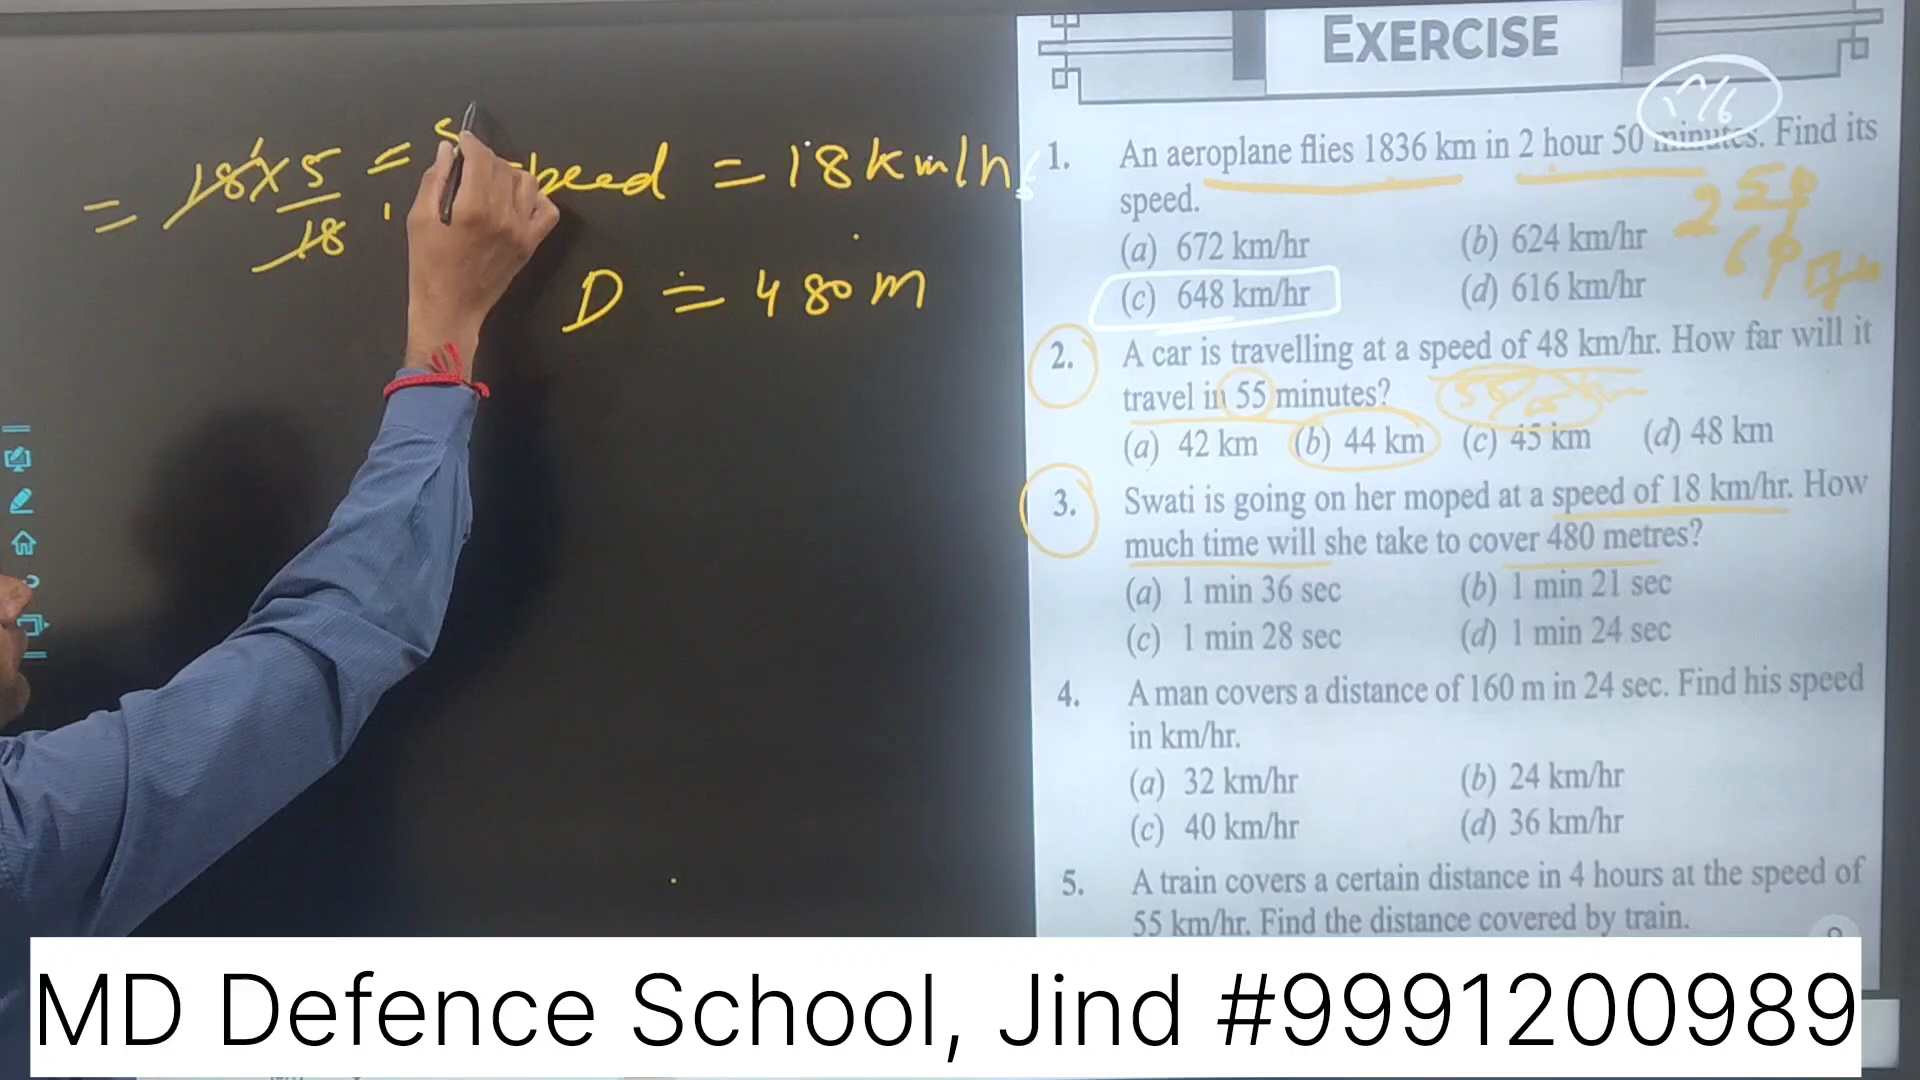 = 18 × 5 / 18 =
Speed = 18 km/h
D = 480 m
EXERCISE
1. An aeroplane flies 1836 km in 2 hour 50 minutes. Find its
speed.
(a) 672 km/hr (b) 624 km/hr
(c) 648 km/hr (d) 616 km/hr
2 50
60
2. A car is travelling at a speed of 48 km/hr. How far will it
travel in 55 minutes?
(a) 42 km (b) 44 km (c) 45 km (d) 48 km
3. Swati is going on her moped at a speed of 18 km/hr. How
much time will she take to cover 480 metres?
(a) 1 min 36 sec (b) 1 min 21 sec
(c) 1 min 28 sec (d) 1 min 24 sec
4. A man covers a distance of 160 m in 24 sec. Find his speed
in km/hr.
(a) 32 km/hr (b) 24 km/hr
(c) 40 km/hr (d) 36 km/hr
5. A train covers a certain distance in 4 hours at the speed of
55 km/hr. Find the distance covered by train.
MD Defence School, Jind #9991200989